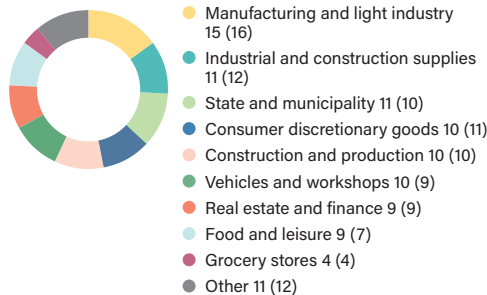 Manufacturing and light industry
15 (16)
Industrial and construction supplies
11 (12)
State and municipality 11 (10)
Consumer discretionary goods 10 (11)
Construction and production 10 (10)
Vehicles and workshops 10 (9)
Real estate and finance 9 (9)
Food and leisure 9 (7)
Grocery stores 4 (4)
Other 11 (12)